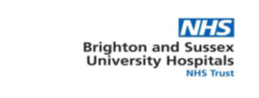 NHS
Brighton and Sussex
University Hospitals
NHS Trust